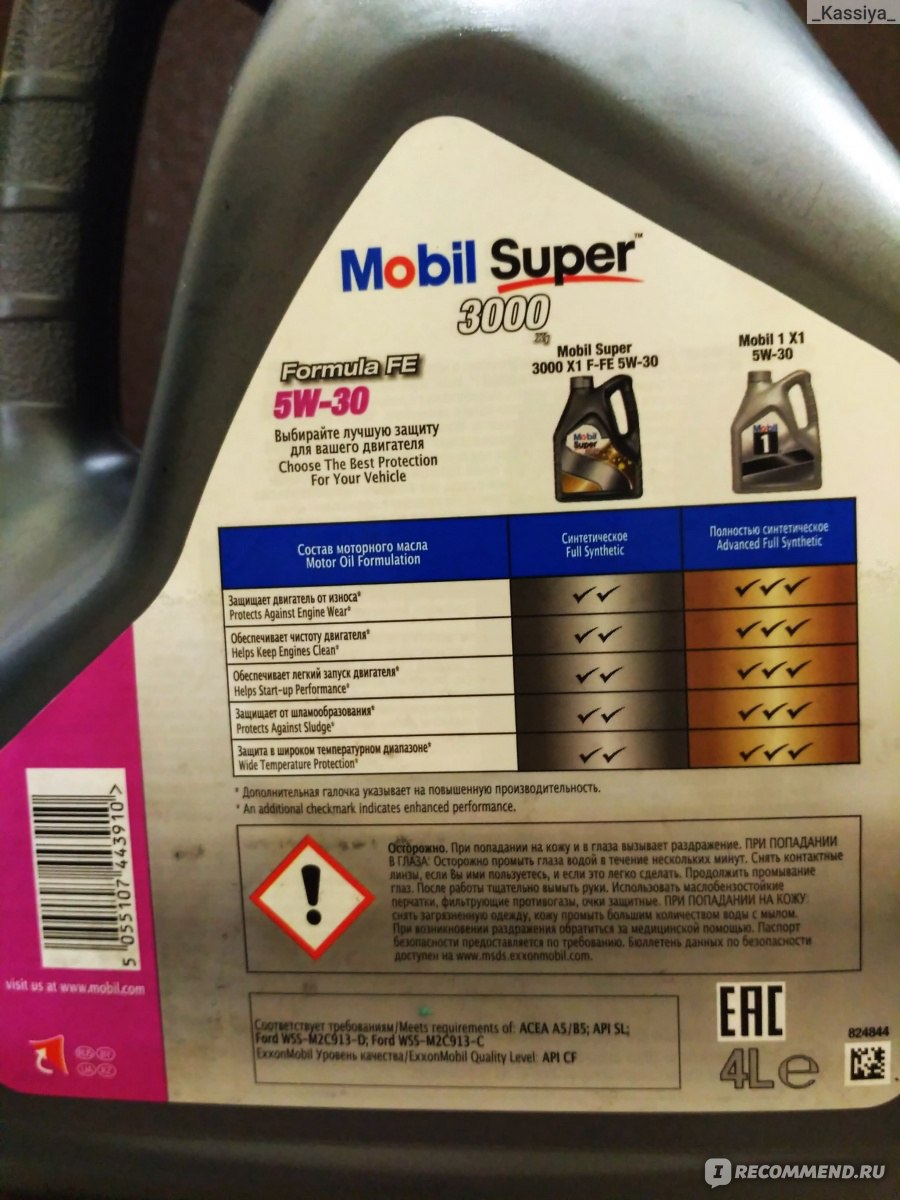 _Kassiya_
Mobil Super™
3000
X1
Formula FE
5W-30
Выбирайте лучшую защиту
для вашего двигателя
Choose The Best Protection
For Your Vehicle
Mobil Super
3000 X1 F-FE 5W-30
Mobil 1 X1
5W-30
Mobil
Super
Mobil
1
Состав моторного масла
Motor Oil Formulation
Синтетическое
Full Synthetic
Полностью синтетическое
Advanced Full Synthetic
Защищает двигатель от износа*
Protects Against Engine Wear*
✓✓ ✓✓✓
Обеспечивает чистоту двигателя*
Helps Keep Engines Clean*
✓✓ ✓✓✓
Обеспечивает легкий запуск двигателя*
Helps Start-up Performance*
✓✓ ✓✓✓
Защищает от шламообразования*
Protects Against Sludge*
✓✓ ✓✓✓
Защита в широком температурном диапазоне*
Wide Temperature Protection*
✓✓ ✓✓✓
* Дополнительная галочка указывает на повышенную производительность.
* An additional checkmark indicates enhanced performance.
Осторожно. При попадании на кожу и в глаза вызывает раздражение. ПРИ ПОПАДАНИИ
В ГЛАЗА: Осторожно промыть глаза водой в течение нескольких минут. Снять контактные
линзы, если Вы ими пользуетесь, и если это легко сделать. Продолжить промывание
глаз. После работы тщательно вымыть руки. Использовать маслобензостойкие
перчатки, фильтрующие противогазы, очки защитные. ПРИ ПОПАДАНИИ НА КОЖУ:
снять загрязненную одежду, кожу промыть большим количеством воды с мылом.
При возникновении раздражения обратиться за медицинской помощью. Паспорт
безопасности предоставляется по требованию. Бюллетень данных по безопасности
доступен на www.msds.exxonmobil.com.
5 055107 443910 >
visit us at www.mobil.com
RUS BY
UA KZ
Соответствует требованиям/Meets requirements of: ACEA A5/B5; API SL;
Ford WSS-M2C913-D; Ford WSS-M2C913-C
ExxonMobil Уровень качества/ExxonMobil Quality Level: API CF
EAC
4L e
824844
IRECOMMEND.RU